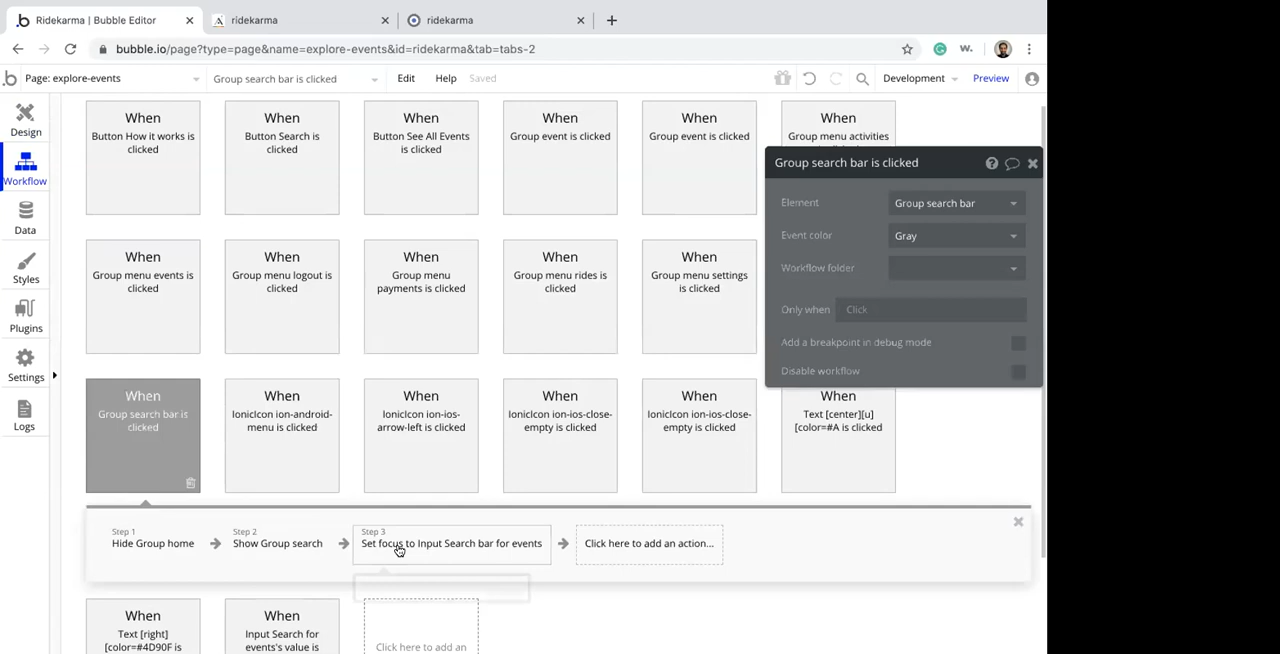 Ridekarma | Bubble Editor
ridekarma
ridekarma
bubble.io/page?type=page&name=explore-events&id=ridekarma&tab=tabs-2
Page: explore-events
Group search bar is clicked
Edit
Help
Saved
Development
Preview
Design
Workflow
Data
Styles
Plugins
Settings
Logs
When
Button How it works is
clicked
When
Button Search is
clicked
When
Button See All Events
is clicked
When
Group event is clicked
When
Group event is clicked
When
Group menu activities
When
Group menu events is
clicked
When
Group menu logout is
clicked
When
Group menu
payments is clicked
When
Group menu rides is
clicked
When
Group menu settings
is clicked
Group search bar is clicked
Element
Group search bar
Event color
Gray
Workflow folder
Only when
Click
Add a breakpoint in debug mode
Disable workflow
When
Group search bar is
clicked
When
IonicIcon ion-android-
menu is clicked
When
IonicIcon ion-ios-
arrow-left is clicked
When
IonicIcon ion-ios-close-
empty is clicked
When
IonicIcon ion-ios-close-
empty is clicked
When
Text [center][u]
[color=#A is clicked
Step 1
Hide Group home
Step 2
Show Group search
Step 3
Set focus to Input Search bar for events
Click here to add an action...
When
Text [right]
[color=#4D90F is
When
Input Search for
events's value is
Click here to add an